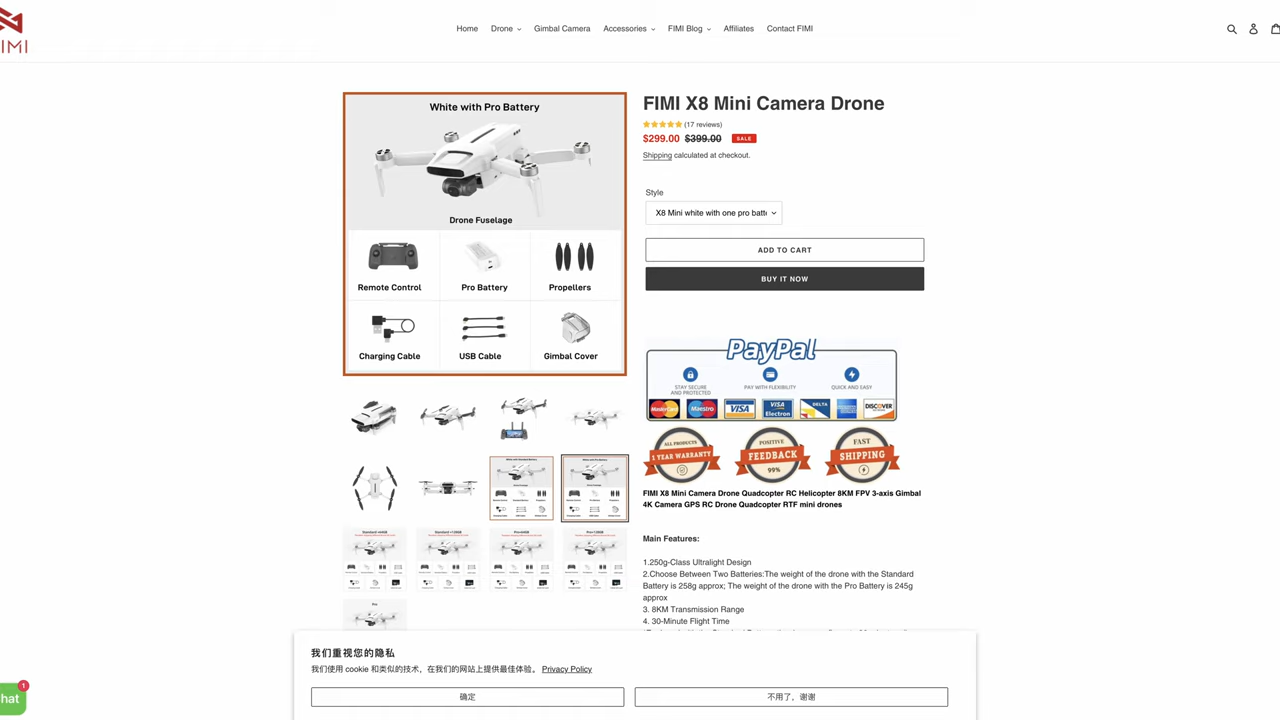 FIMI
Home
Drone
Gimbal Camera
Accessories
FIMI Blog
Affiliates
Contact FIMI
White with Pro Battery
Drone Fuselage
Remote Control
Pro Battery
Propellers
Charging Cable
USB Cable
Gimbal Cover
FIMI X8 Mini Camera Drone
(17 reviews)
$299.00 $399.00 SALE
Shipping calculated at checkout.
Style
X8 Mini white with one pro batt
ADD TO CART
BUY IT NOW
PayPal
STAY SECURE
AND PROTECTED
PAY WITH FLEXIBILITY
QUICK AND EASY
MasterCard
Maestro
VISA
VISA
Electron
DELTA
DISCOVER
ALL PRODUCTS
1 YEAR WARRANTY
POSITIVE
FEEDBACK
99%
FAST
SHIPPING
FIMI X8 Mini Camera Drone Quadcopter RC Helicopter 8KM FPV 3-axis Gimbal
4K Camera GPS RC Drone Quadcopter RTF mini drones
Main Features:
1.250g-Class Ultralight Design
2.Choose Between Two Batteries:The weight of the drone with the Standard
Battery is 258g approx; The weight of the drone with the Pro Battery is 245g
approx
3. 8KM Transmission Range
4. 30-Minute Flight Time
我们重视您的隐私
我们使用 cookie 和类似的技术，在我们的网站上提供最佳体验。 Privacy Policy
确定
不用了，谢谢
hat
1